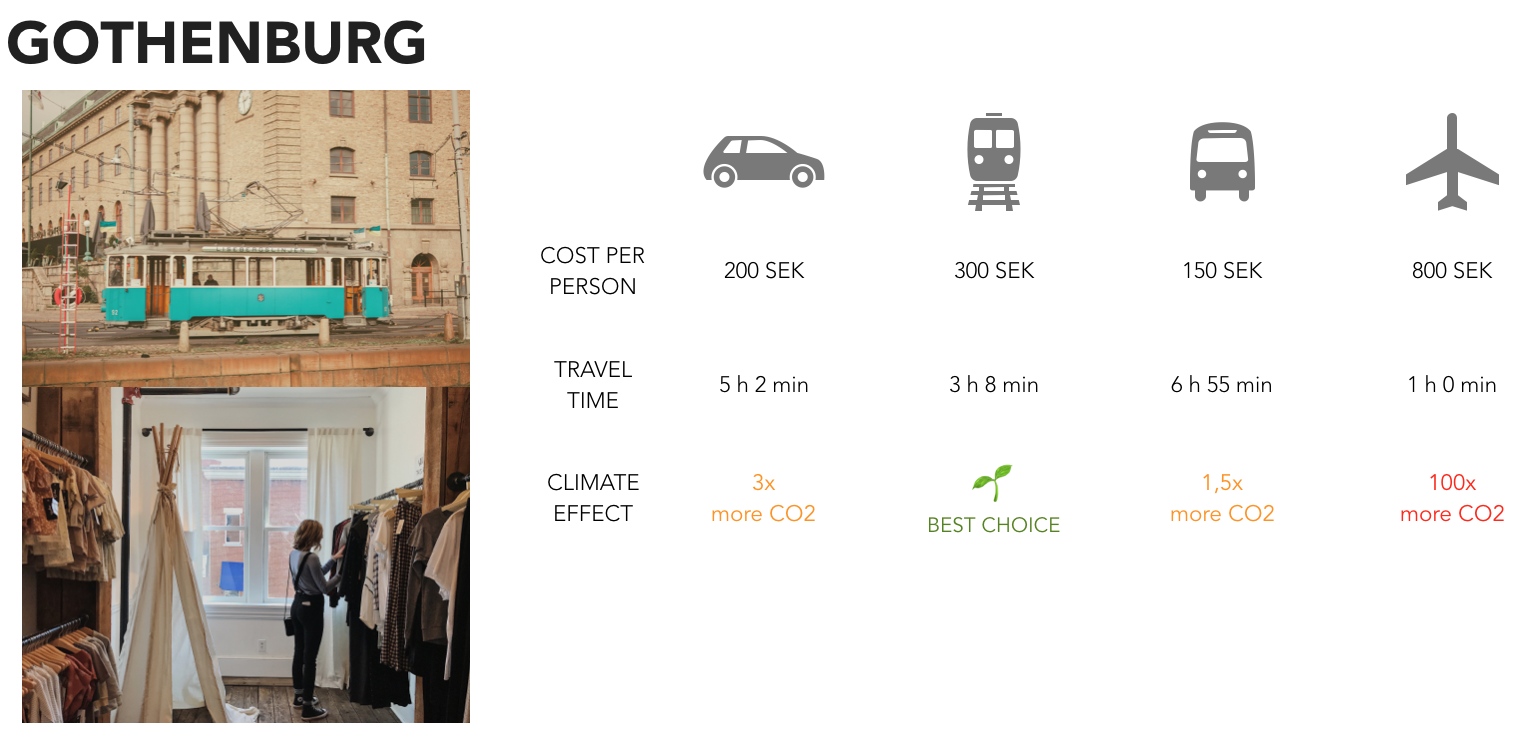 GOTHENBURG
COST PER
PERSON
200 SEK
300 SEK
150 SEK
800 SEK
TRAVEL
TIME
5 h 2 min
3 h 8 min
6 h 55 min
1 h 0 min
CLIMATE
EFFECT
3x
more CO2
BEST CHOICE
1,5x
more CO2
100x
more CO2